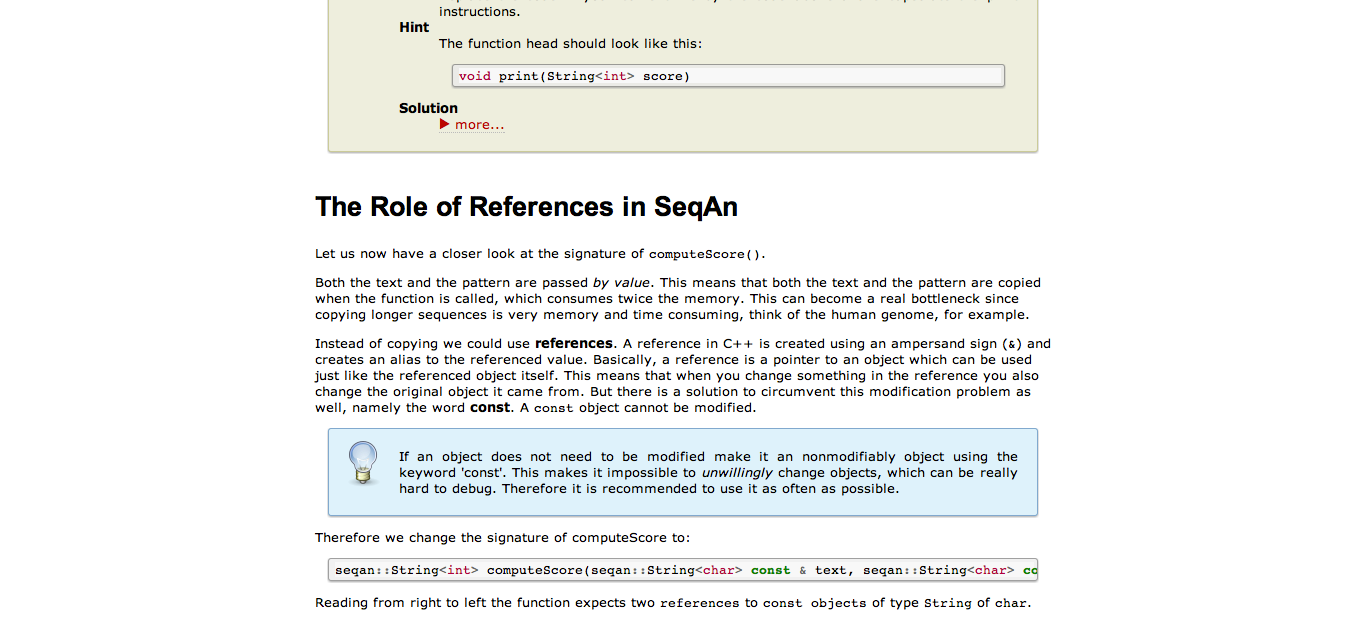 instructions.
Hint
The function head should look like this:
void print(String<int> score)
Solution
▶ more...
The Role of References in SeqAn
Let us now have a closer look at the signature of computeScore().
Both the text and the pattern are passed by value. This means that both the text and the pattern are copied
when the function is called, which consumes twice the memory. This can become a real bottleneck since
copying longer sequences is very memory and time consuming, think of the human genome, for example.
Instead of copying we could use references. A reference in C++ is created using an ampersand sign (&) and
creates an alias to the referenced value. Basically, a reference is a pointer to an object which can be used
just like the referenced object itself. This means that when you change something in the reference you also
change the original object it came from. But there is a solution to circumvent this modification problem as
well, namely the word const. A const object cannot be modified.
If an object does not need to be modified make it an nonmodifiably object using the
keyword 'const'. This makes it impossible to unwillingly change objects, which can be really
hard to debug. Therefore it is recommended to use it as often as possible.
Therefore we change the signature of computeScore to:
seqan::String<int> computeScore(seqan::String<char> const & text, seqan::String<char> co
Reading from right to left the function expects two references to const objects of type String of char.